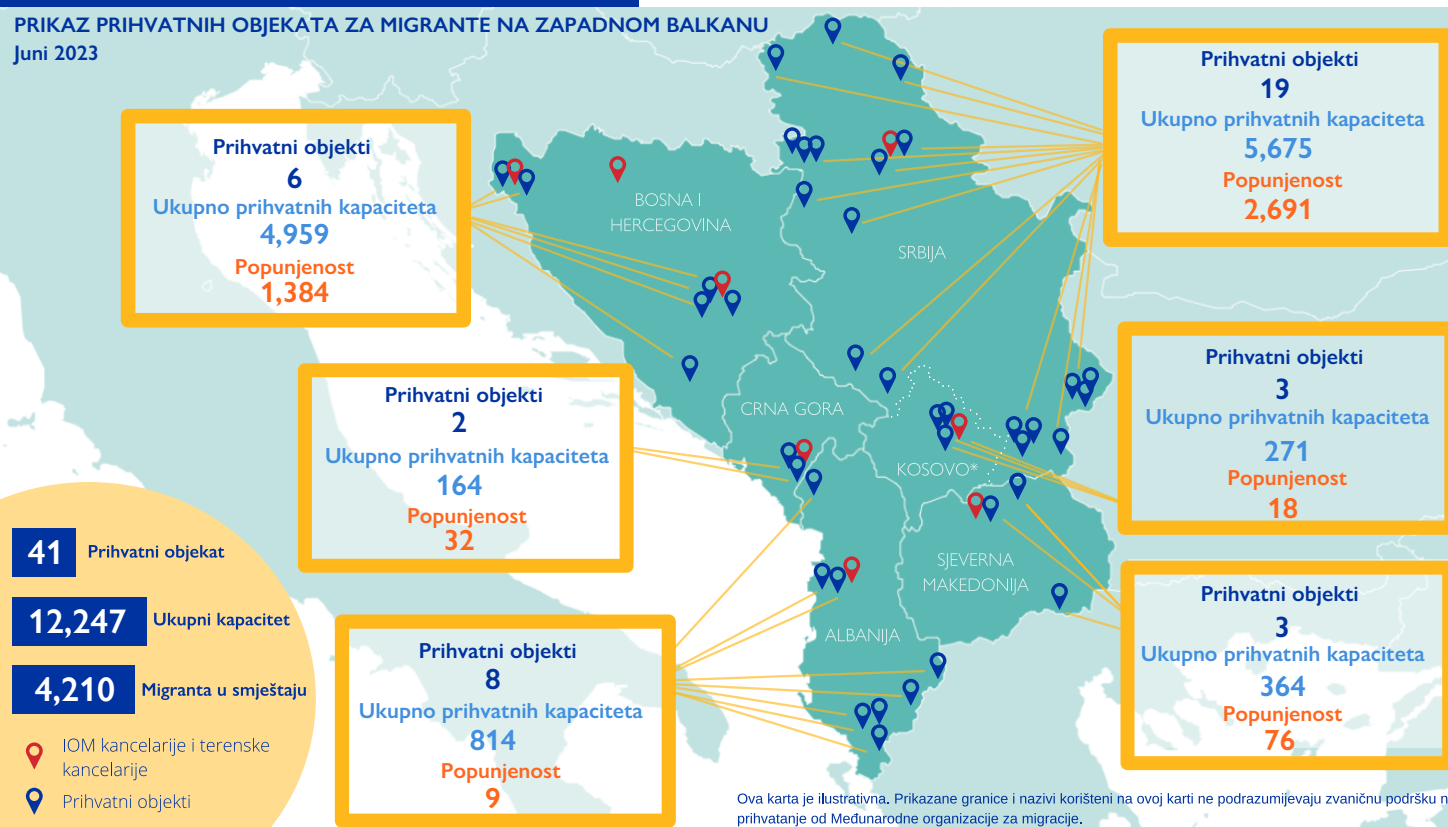 PRIKAZ PRIHVATNIH OBJEKATA ZA MIGRANTE NA ZAPADNOM BALKANU
Juni 2023
Prihvatni objekti
6
Ukupno prihvatnih kapaciteta
4,959
Popunjenost
1,384
Prihvatni objekti
19
Ukupno prihvatnih kapaciteta
5,675
Popunjenost
2,691
BOSNA I
HERCEGOVINA
SRBIJA
CRNA GORA
KOSOVO*
SJEVERNA
MAKEDONIJA
ALBANIJA
Prihvatni objekti
2
Ukupno prihvatnih kapaciteta
164
Popunjenost
32
Prihvatni objekti
3
Ukupno prihvatnih kapaciteta
271
Popunjenost
18
Prihvatni objekti
8
Ukupno prihvatnih kapaciteta
814
Popunjenost
9
Prihvatni objekti
3
Ukupno prihvatnih kapaciteta
364
Popunjenost
76
41 Prihvatni objekat
12,247 Ukupni kapacitet
4,210 Migranta u smještaju
IOM kancelarije i terenske
kancelarije
Prihvatni objekti
Ova karta je ilustrativna. Prikazane granice i nazivi korišteni na ovoj karti ne podrazumijevaju zvaničnu podršku
prihvatanje od Međunarodne organizacije za migracije.